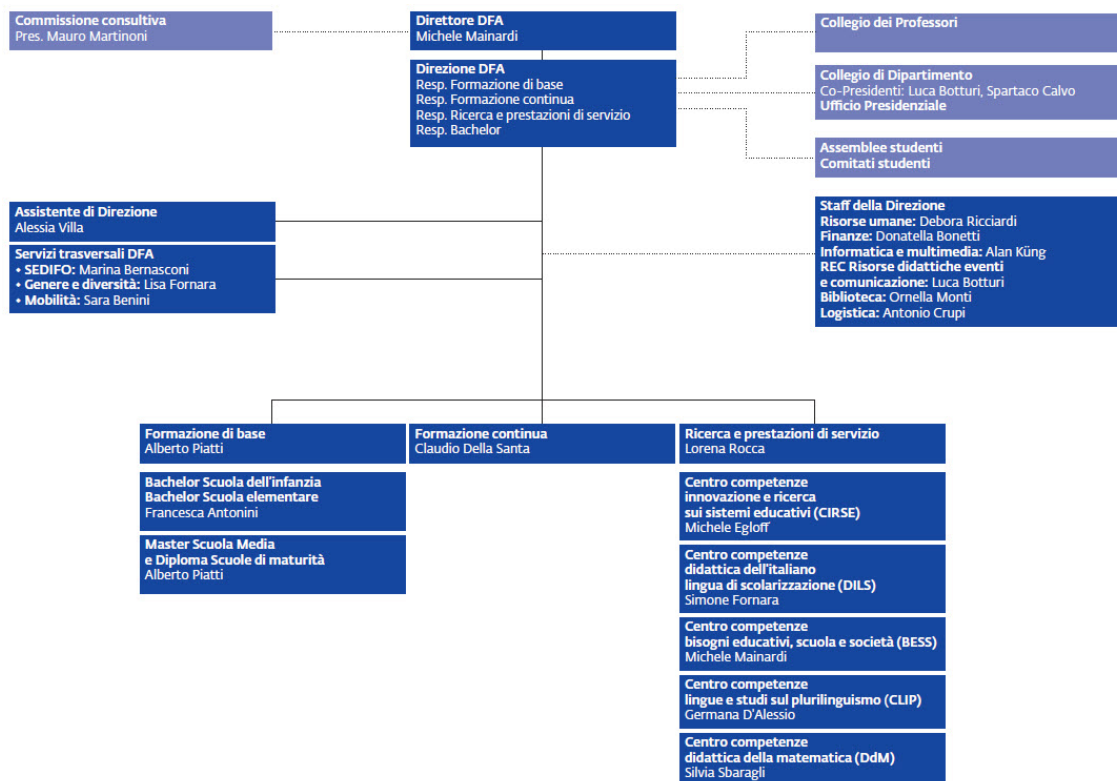 Commissione consultiva
Pres. Mauro Martinoni
Direttore DFA
Michele Mainardi
Collegio dei Professori
Direzione DFA
Resp. Formazione di base
Resp. Formazione continua
Resp. Ricerca e prestazioni di servizio
Resp. Bachelor
Collegio di Dipartimento
Co-Presidenti: Luca Botturi, Spartaco Calvo
Ufficio Presidenziale
Assemblee studenti
Comitati studenti
Assistente di Direzione
Alessia Villa
Servizi trasversali DFA
• SEDIFO: Marina Bernasconi
• Genere e diversità: Lisa Fornara
• Mobilità: Sara Benini
Staff della Direzione
Risorse umane: Debora Ricciardi
Finanze: Donatella Bonetti
Informatica e multimedia: Alan Küng
REC Risorse didattiche eventi
e comunicazione: Luca Botturi
Biblioteca: Ornella Monti
Logistica: Antonio Crupi
Formazione di base
Alberto Piatti
Formazione continua
Claudio Della Santa
Ricerca e prestazioni di servizio
Lorena Rocca
Bachelor Scuola dell'infanzia
Bachelor Scuola elementare
Francesca Antonini
Master Scuola Media
e Diploma Scuole di maturità
Alberto Piatti
Centro competenze
innovazione e ricerca
sui sistemi educativi (CIRSE)
Michele Egloff
Centro competenze
didattica dell'italiano
lingua di scolarizzazione (DILS)
Simone Fornara
Centro competenze
bisogni educativi, scuola e società (BESS)
Michele Mainardi
Centro competenze
lingue e studi sul plurilinguismo (CLIP)
Germana D'Alessio
Centro competenze
didattica della matematica (DdM)
Silvia Sbaragli